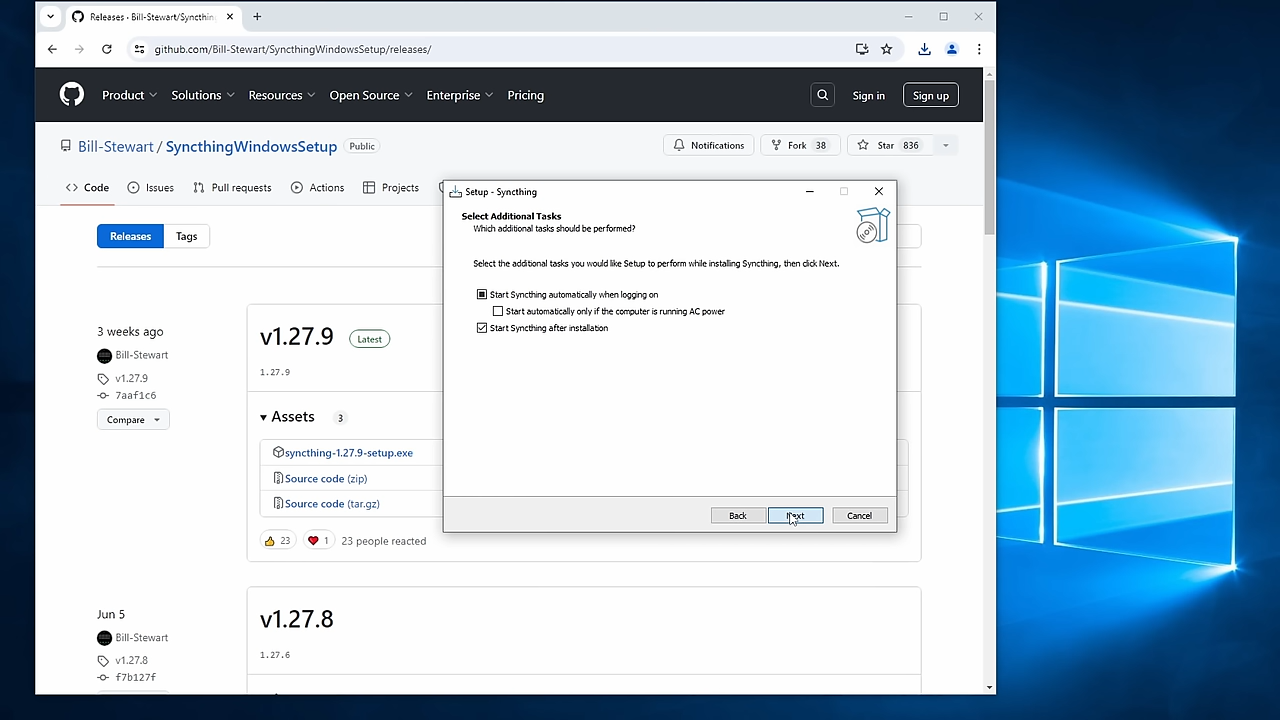 Releases · Bill-Stewart/Syncthin
github.com/Bill-Stewart/SyncthingWindowsSetup/releases/
Product
Solutions
Resources
Open Source
Enterprise
Pricing
Sign in
Sign up
Bill-Stewart / SyncthingWindowsSetup
Public
Notifications
Fork 38
Star 836
Code
Issues
Pull requests
Actions
Projects
Releases
Tags
3 weeks ago
Bill-Stewart
v1.27.9
7aaf1c6
Compare
v1.27.9
Latest
1.27.9
Assets 3
syncthing-1.27.9-setup.exe
Source code (zip)
Source code (tar.gz)
23
1
23 people reacted
Jun 5
Bill-Stewart
v1.27.8
f7b127f
v1.27.8
1.27.6
Setup - Syncthing
Select Additional Tasks
Which additional tasks should be performed?
Select the additional tasks you would like Setup to perform while installing Syncthing, then click Next.
Start Syncthing automatically when logging on
Start automatically only if the computer is running AC power
Start Syncthing after installation
Back
Next
Cancel